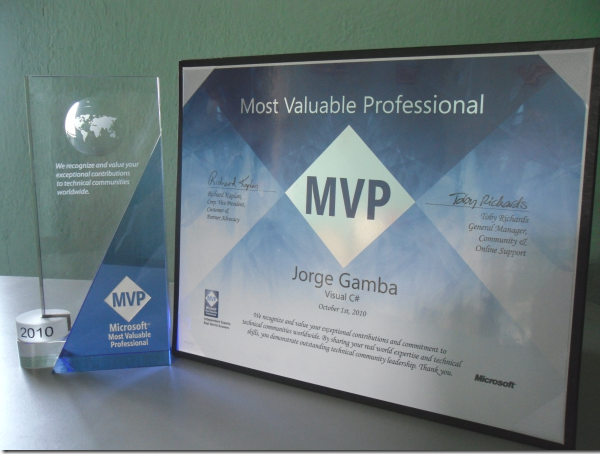 We recognize and value your
exceptional contributions
to technical communities
worldwide.
MVP
Microsoft®
Most Valuable
Professional
2010
Most Valuable Professional
MVP
Richard Kaplan
Richard Kaplan,
Corp. Vice President,
Customer &
Partner Advocacy
Toby Richards
Toby Richards
General Manager,
Community &
Online Support
Jorge Gamba
Visual C#
October 1st, 2010
We recognize and value your exceptional contributions and commitment to
technical communities worldwide. By sharing your real world expertise and technical
skills, you demonstrate outstanding technical community leadership. Thank you.
MVP
Microsoft